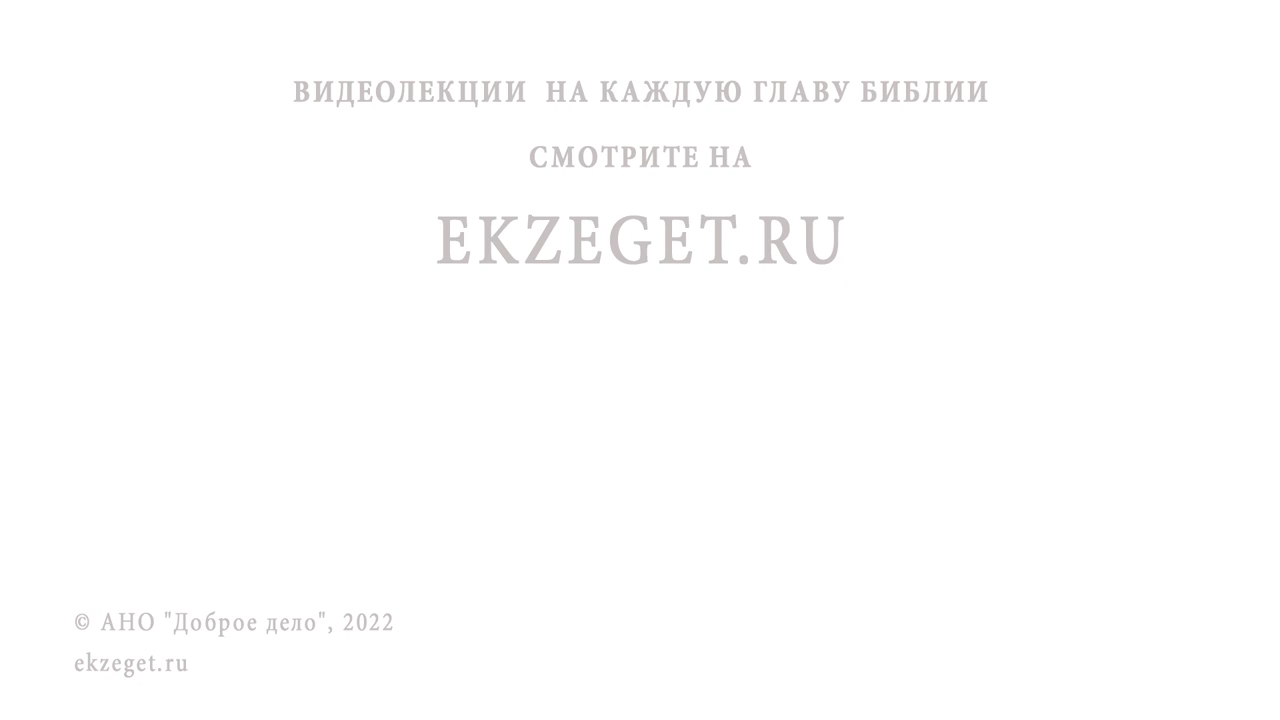 ВИДЕОЛЕКЦИИ НА КАЖДУЮ ГЛАВУ БИБЛИИ
СМОТРИТЕ НА
EKZEGET.RU
© АНО "Доброе дело", 2022
ekzeget.ru